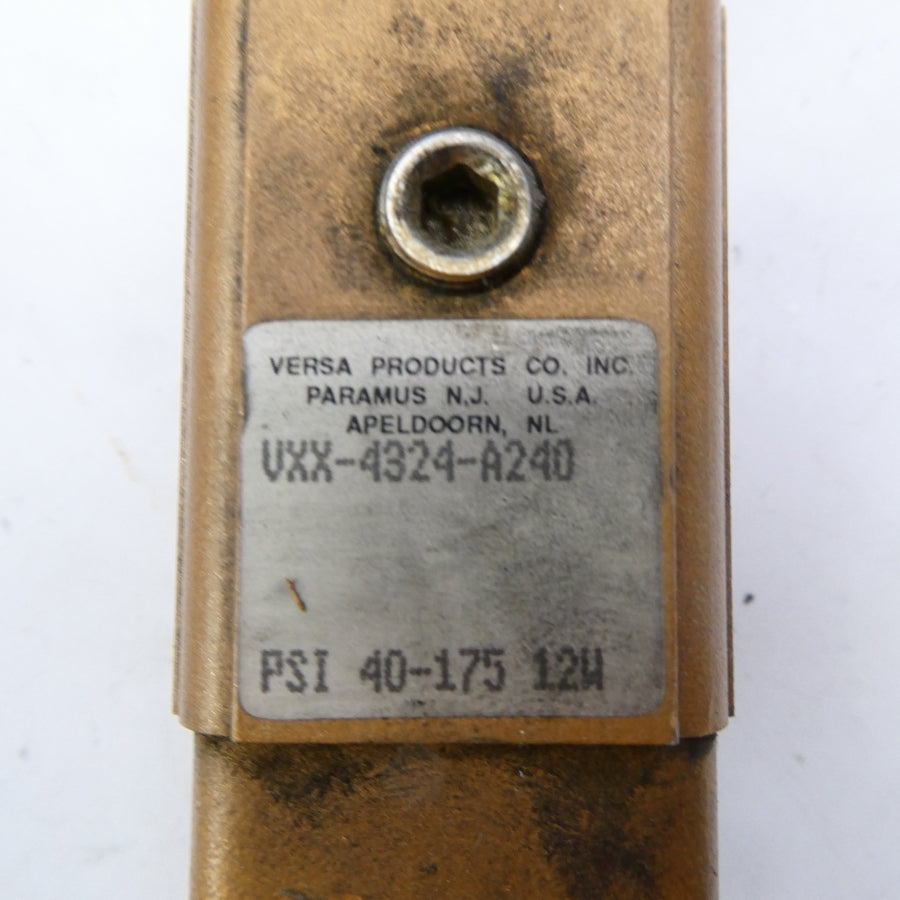 VERSA PRODUCTS CO. INC.
PARAMUS N.J. U.S.A.
APELDOORN, NL
VXX-4324-A240
PSI 40-175 12W